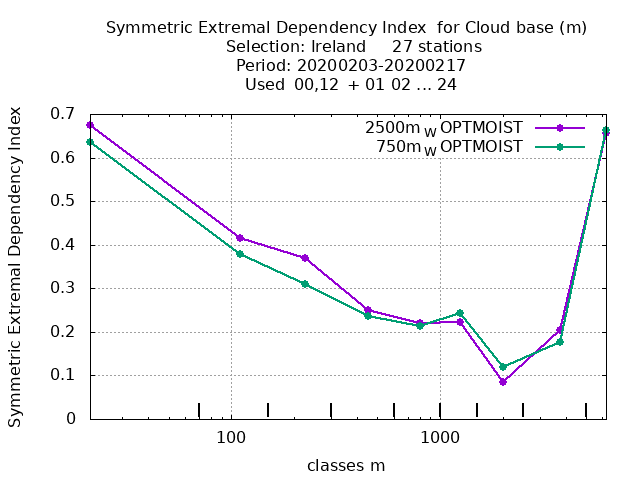 Symmetric Extremal Dependency Index for Cloud base (m)
Selection: Ireland 27 stations
Period: 20200203-20200217
Used 00,12 + 01 02 ... 24
Symmetric Extremal Dependency Index
0.7
0.6
0.5
0.4
0.3
0.2
0.1
0
2500m W OPTMOIST
750m W OPTMOIST
100
1000
classes m